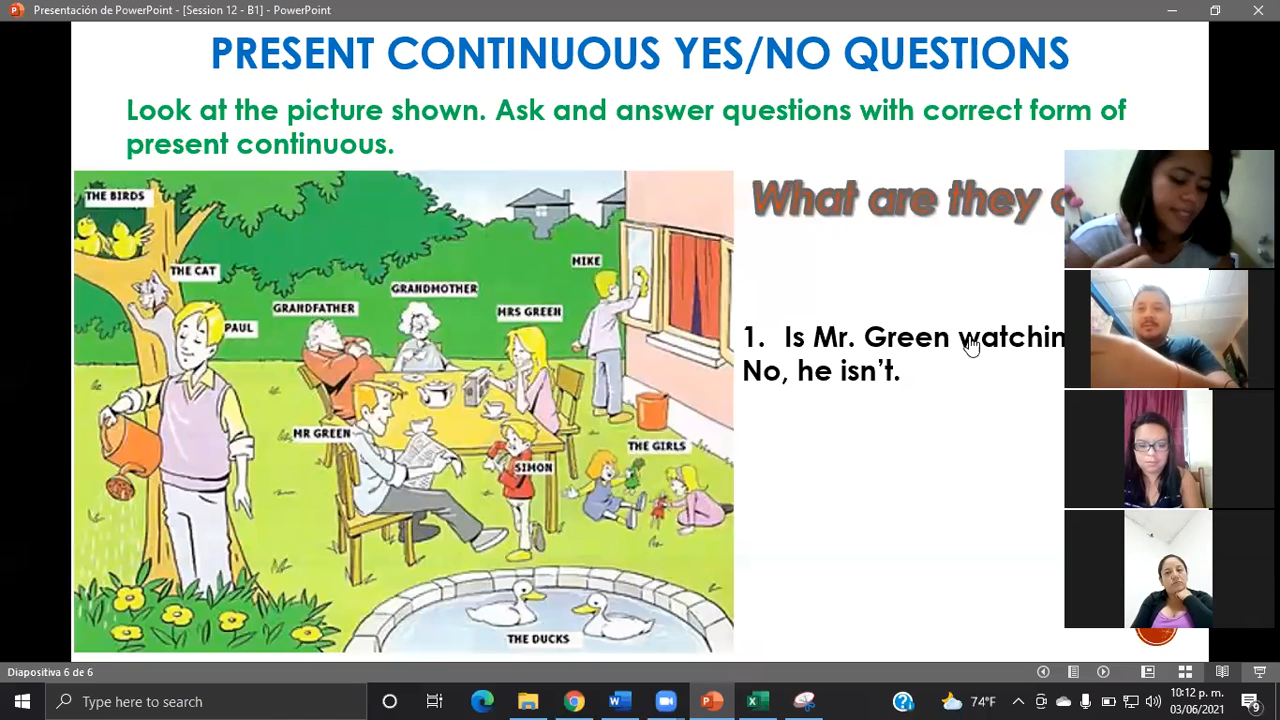 Presentación de PowerPoint - [Session 12 - B1] - PowerPoint
PRESENT CONTINUOUS YES/NO QUESTIONS
Look at the picture shown. Ask and answer questions with correct form of
present continuous.
THE BIRDS
THE CAT
PAUL
GRANDFATHER
GRANDMOTHER
MRS GREEN
MIKE
MR GREEN
SIMON
THE GIRLS
THE DUCKS
What are they
1. Is Mr. Green watchin
No, he isn't.
Diapositiva 6 de 6
Type here to search
74°F
10:12 p. m.
03/06/2021
9